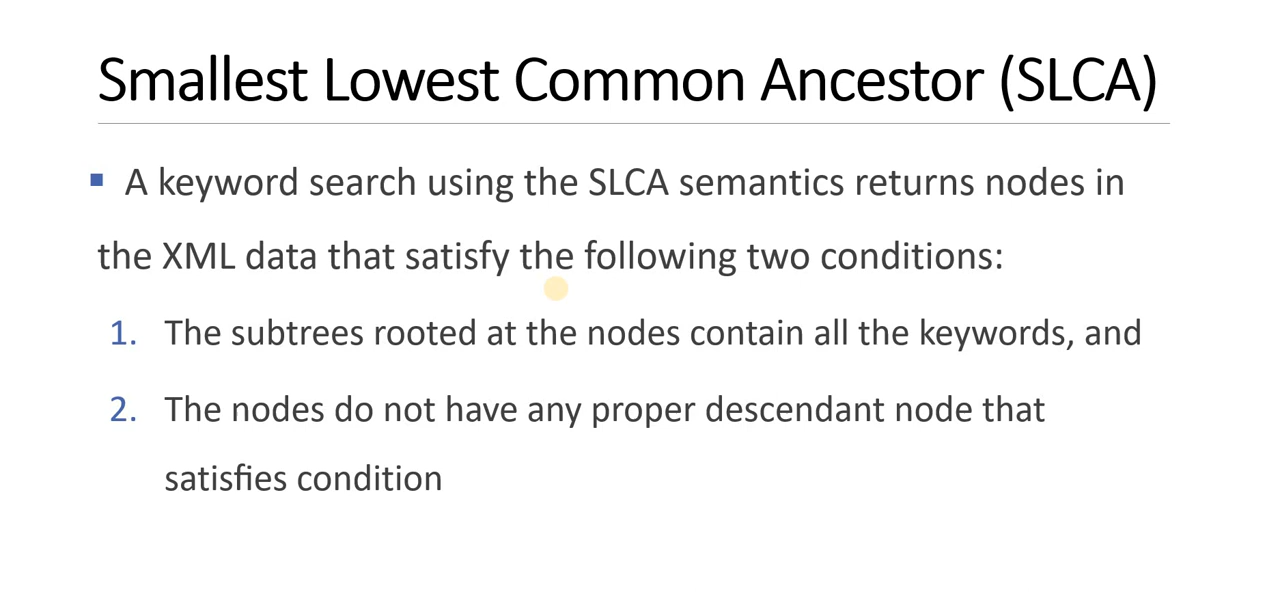 Smallest Lowest Common Ancestor (SLCA)
▪ A keyword search using the SLCA semantics returns nodes in
the XML data that satisfy the following two conditions:
1. The subtrees rooted at the nodes contain all the keywords, and
2. The nodes do not have any proper descendant node that
satisfies condition